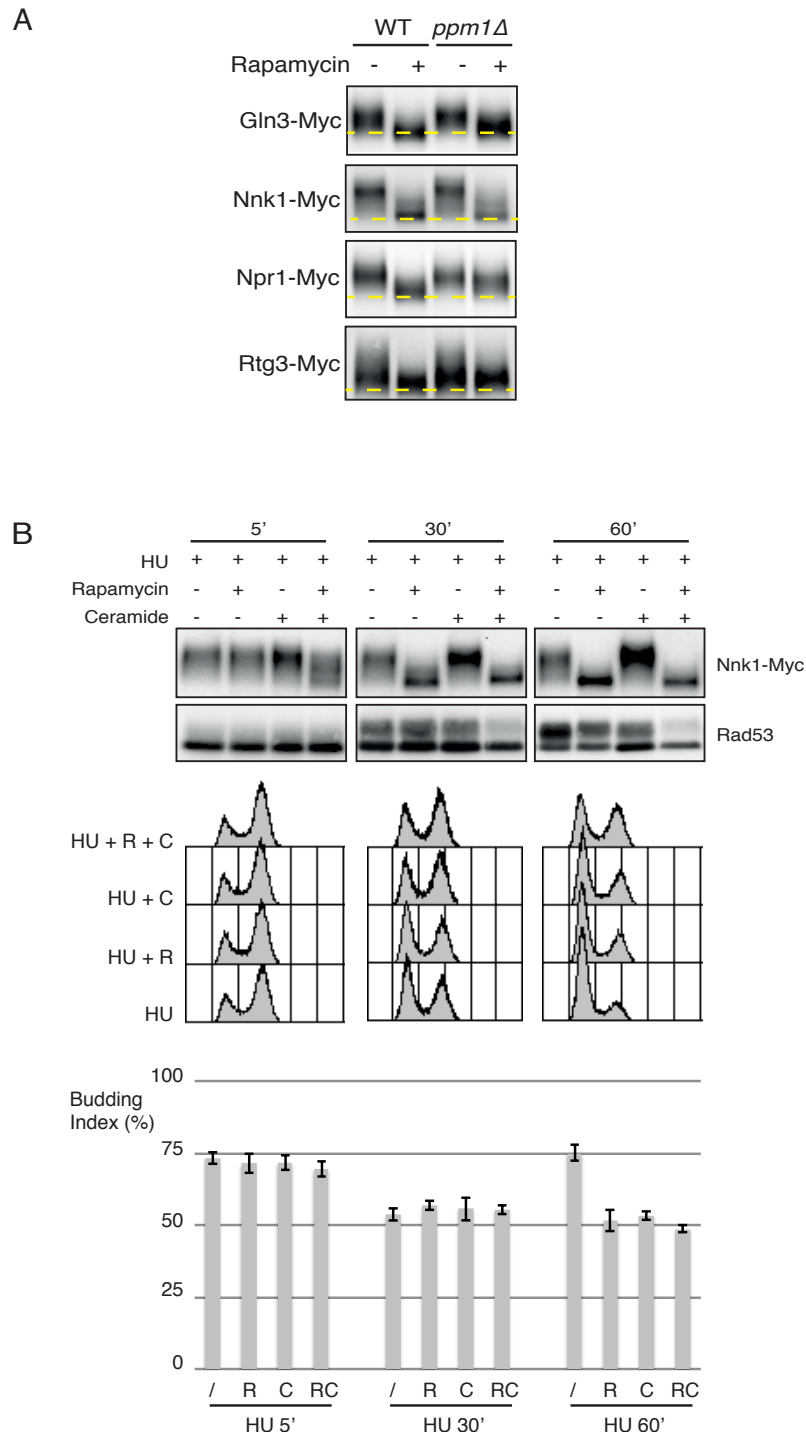 A
WT ppm1Δ
Rapamycin - + - +
Gln3-Myc
Nnk1-Myc
Npr1-Myc
Rtg3-Myc
B
5' 30' 60'
HU + + + + + + + + + + + +
Rapamycin - + - + - + - + - + - +
Ceramide - - + + - - + + - - + +
Nnk1-Myc
Rad53
HU + R + C
HU + C
HU + R
HU
100
Budding
Index (%)
75
50
25
0
/ R C RC / R C RC / R C RC
HU 5' HU 30' HU 60'